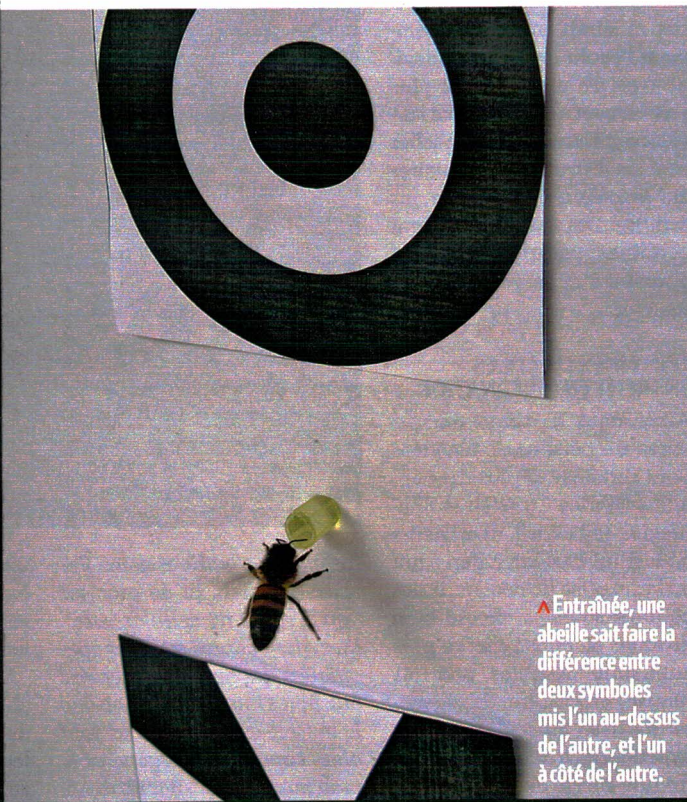 ^ Entraînée, une
abeille sait faire la
différence entre
deux symboles
mis l'un au-dessus
de l'autre, et l'un
à côté de l'autre.